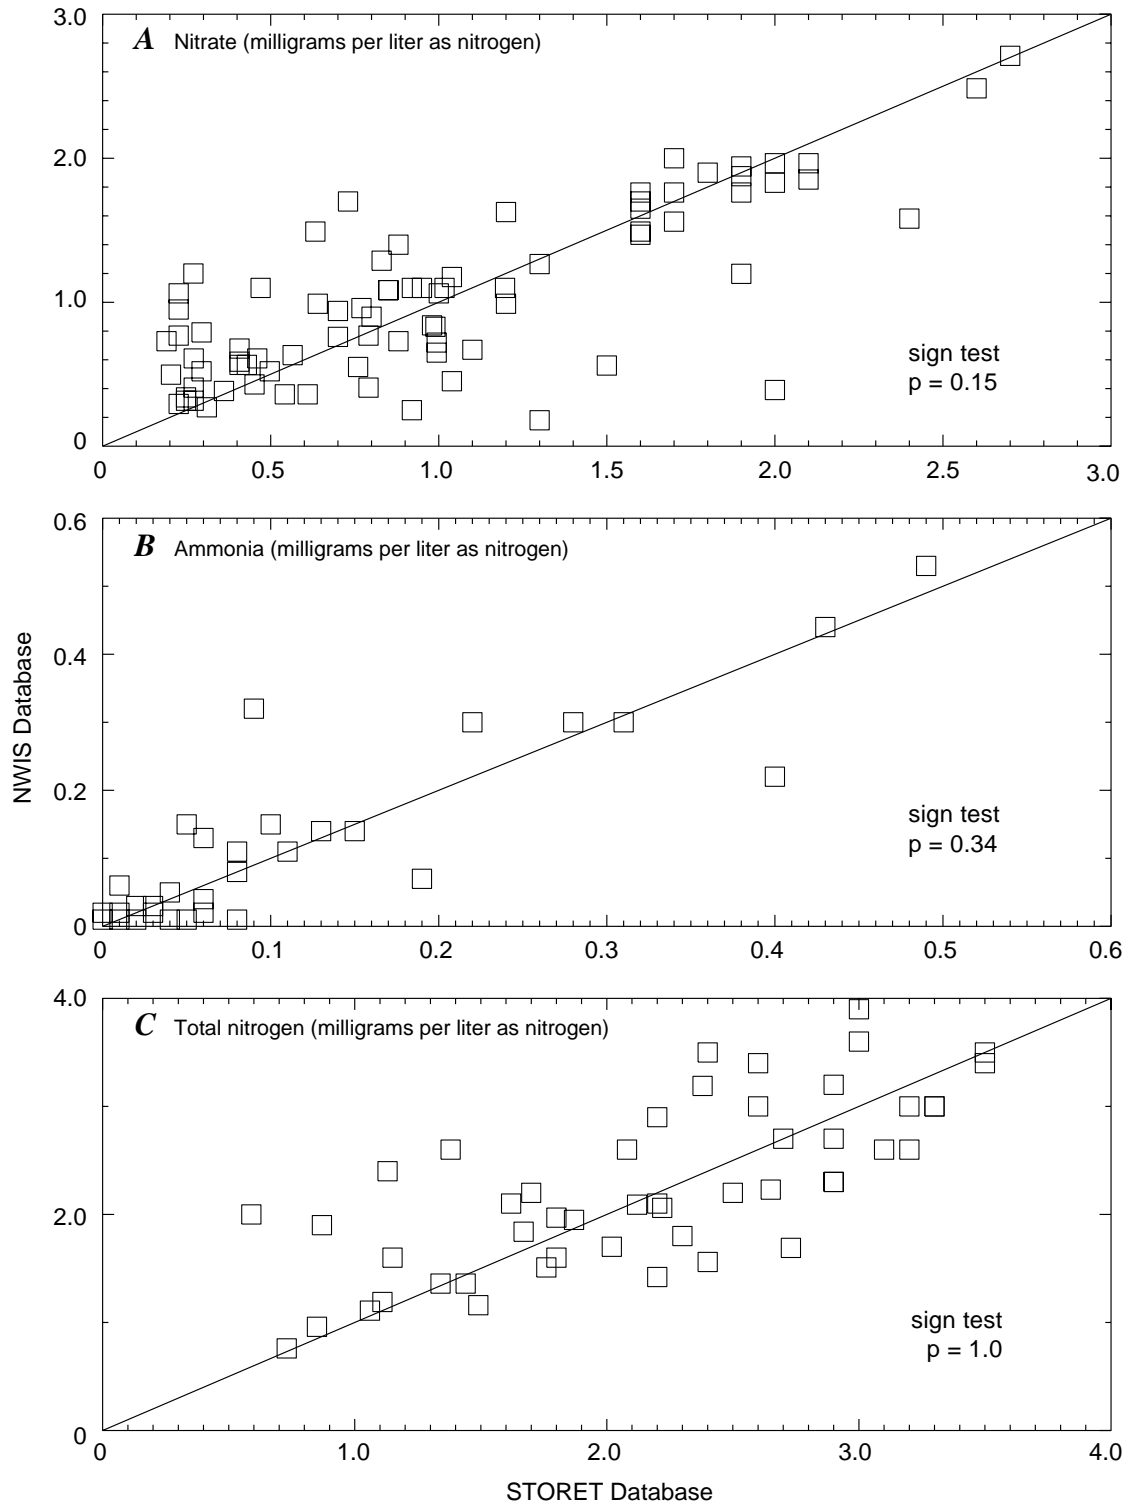 A Nitrate (milligrams per liter as nitrogen)
3.0
2.0
1.0
0
sign test
p = 0.15
0 0.5 1.0 1.5 2.0 2.5 3.0
B Ammonia (milligrams per liter as nitrogen)
0.6
0.4
0.2
0
NWIS Database
sign test
p = 0.34
0 0.1 0.2 0.3 0.4 0.5 0.6
C Total nitrogen (milligrams per liter as nitrogen)
4.0
2.0
0
sign test
p = 1.0
0 1.0 2.0 3.0 4.0
STORET Database